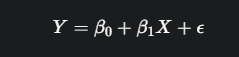 Y = β₀ + β₁X + ϵ